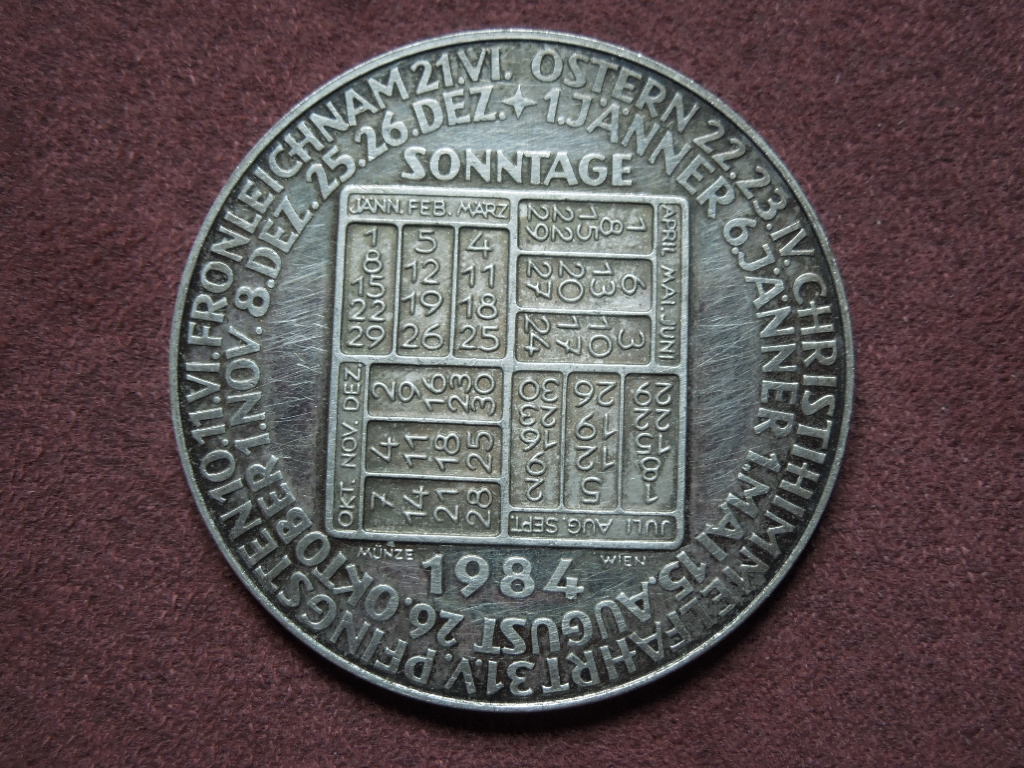 OSTERN 22.23.IV. CHRISTI HIMMELFAHRT 31.V. PFINGSTEN 10.11.VI. FRONLEICHNAM 21.VI.
1.JÄNNER 6.JÄNNER 1.MAI 15.AUGUST 26.OKTOBER 1.NOV. 8.DEZ. 25.26.DEZ.
SONNTAGE
JÄNN. FEB. MÄRZ
1 5 4
8 12 11
15 19 18
22 26 25
29
APRIL MAI JUNI
1 6 3
8 13 10
15 20 17
22 27 24
29
JULI AUG. SEPT.
1 5 2
8 12 9
15 19 16
22 26 23
29 30
OKT. NOV. DEZ.
7 4 2
14 11 9
21 18 16
28 25 23
30
MÜNZE WIEN
1984